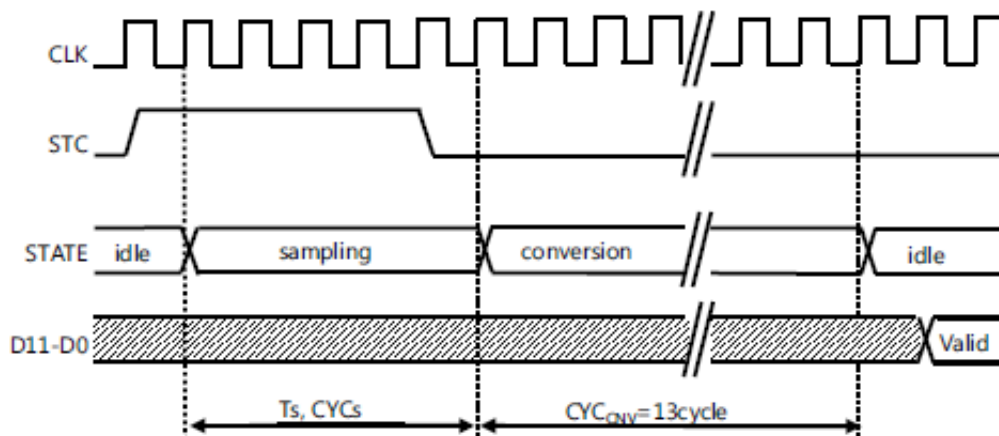 CLK
STC
STATE idle sampling conversion idle
D11-D0 Valid
Ts, CYCs CYCCNV=13cycle